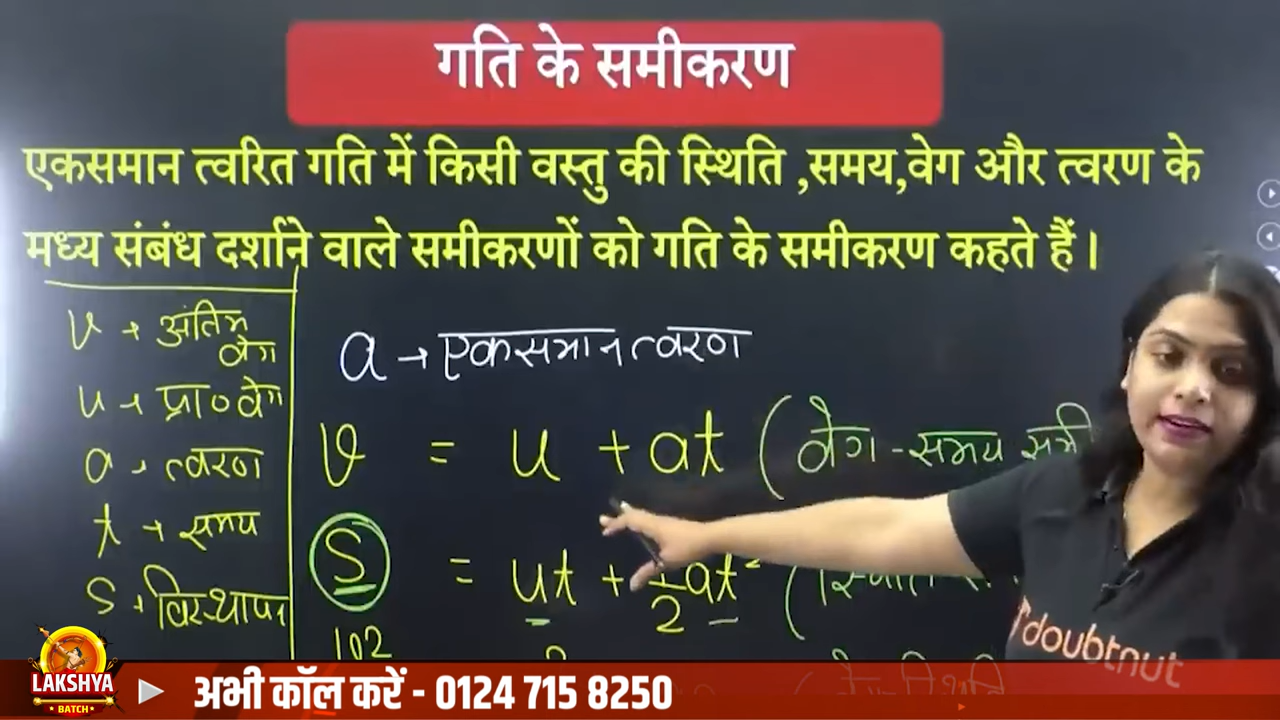 गति के समीकरण
एकसमान त्वरित गति में किसी वस्तु की स्थिति ,समय,वेग और त्वरण के
मध्य संबंध दर्शाने वाले समीकरणों को गति के समीकरण कहते हैं।
v → अंतिम
वेग
u → प्रा० वेग
a → त्वरण
t → समय
S → विस्थापन
a → एकसमान त्वरण
v = u + at (वेग - समय समी
S = ut + 1/2 at² (स्थिति
102
doubtnut
LAKSHYA
BATCH
अभी कॉल करें - 0124 715 8250